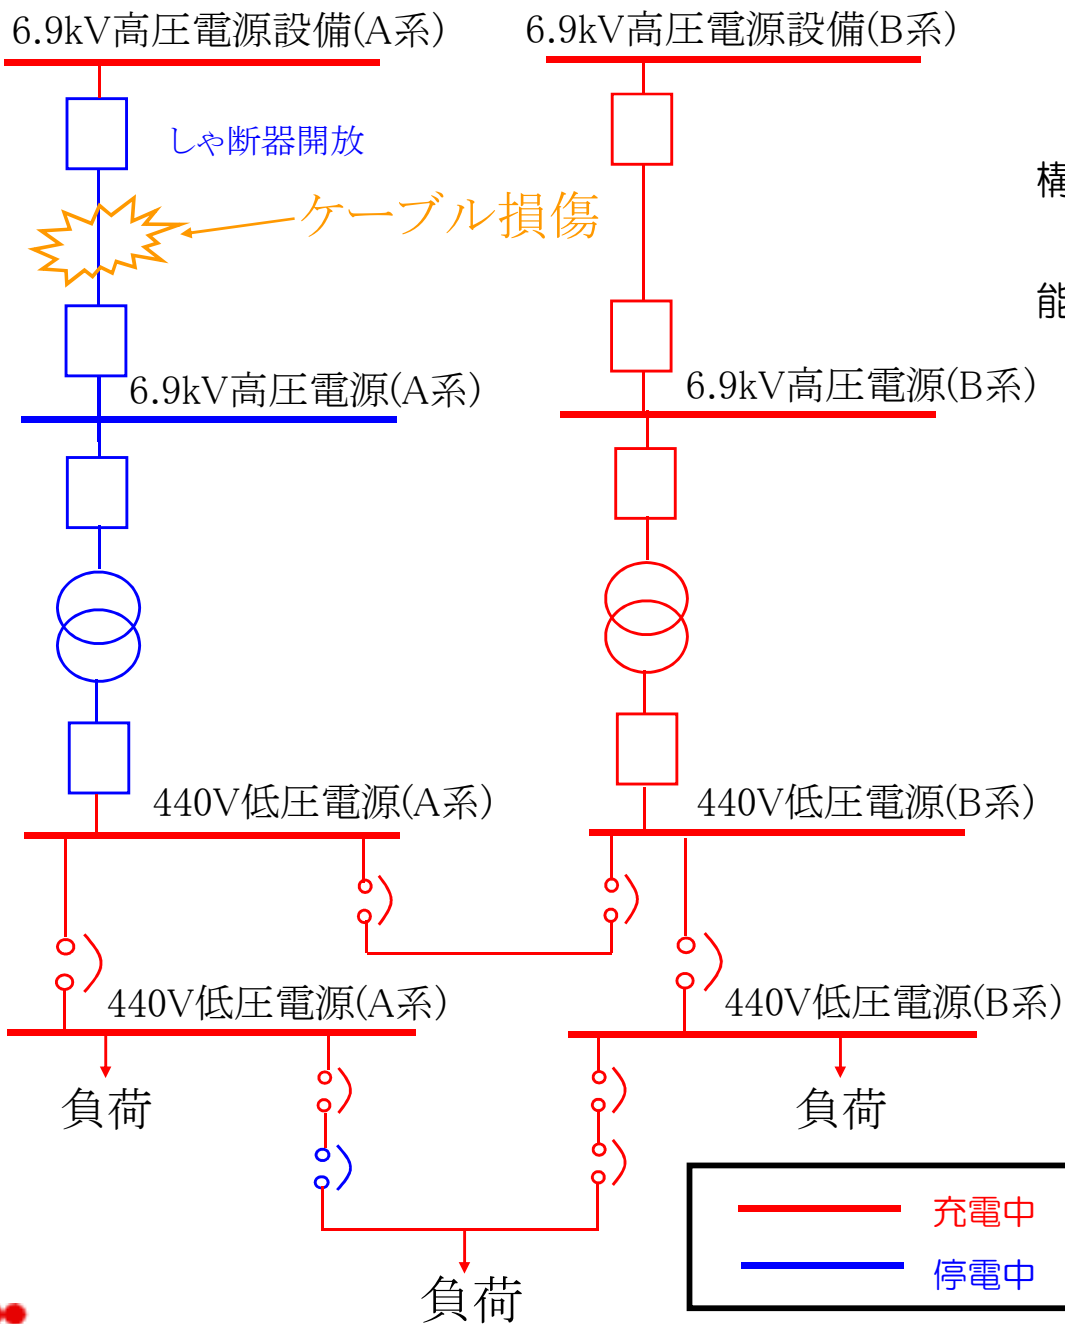 6.9kV高圧電源設備(A系)
6.9kV高圧電源設備(B系)
しゃ断器開放
ケーブル損傷
構
能
6.9kV高圧電源(A系)
6.9kV高圧電源(B系)
440V低圧電源(A系)
440V低圧電源(B系)
440V低圧電源(A系)
440V低圧電源(B系)
負荷
負荷
負荷
充電中
停電中